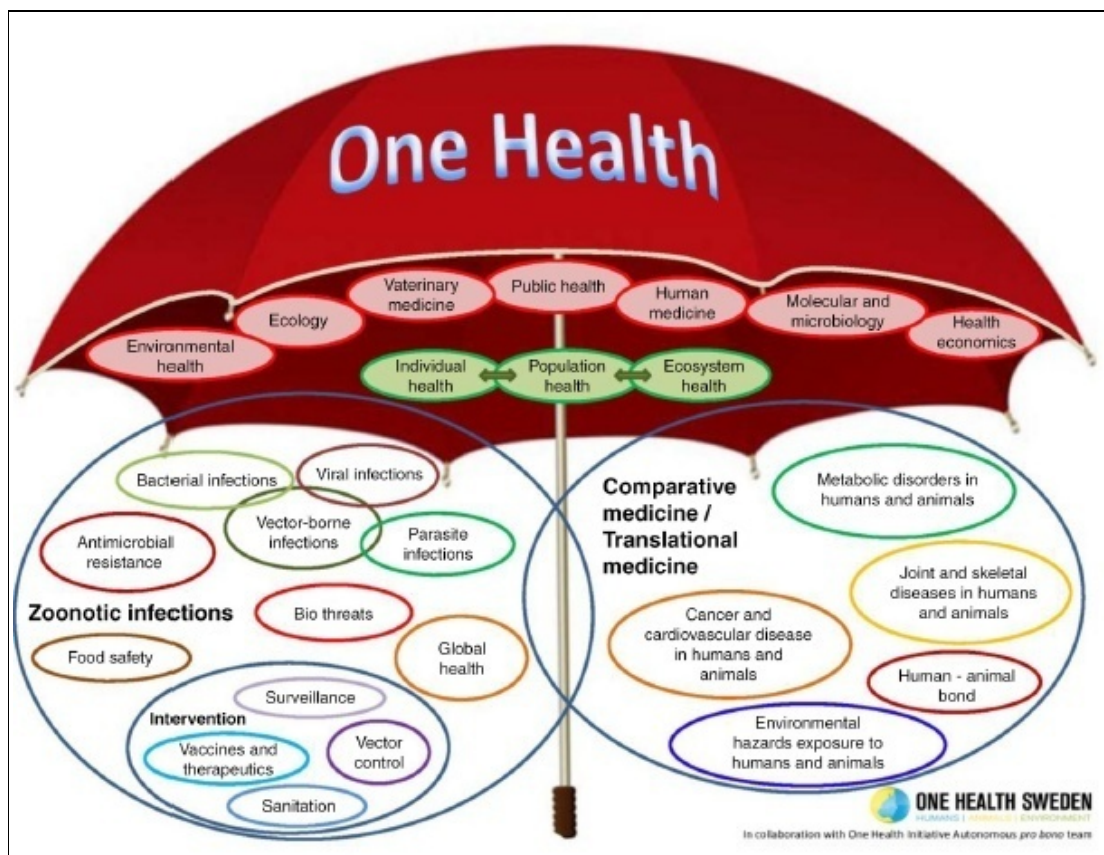 One Health
Environmental
health
Ecology
Vaterinary
medicine
Public health
Human
medicine
Molecular and
microbiology
Health
economics
Individual
health
Population
health
Ecosystem
health
Bacterial infections
Viral infections
Vector-borne
infections
Parasite
infections
Antimicrobiail
resistance
Zoonotic infections
Bio threats
Food safety
Global
health
Surveillance
Intervention
Vaccines and
therapeutics
Vector
control
Sanitation
Comparative
medicine /
Translational
medicine
Metabolic disorders in
humans and animals
Joint and skeletal
diseases in humans
and animals
Cancer and
cardiovascular disease
in humans and
animals
Human - animal
bond
Environmental
hazards exposure to
humans and animals
ONE HEALTH SWEDEN
HUMANS | ANIMALS | ENVIRONMENT
In collaboration with One Health Initiative Autonomous pro bono team